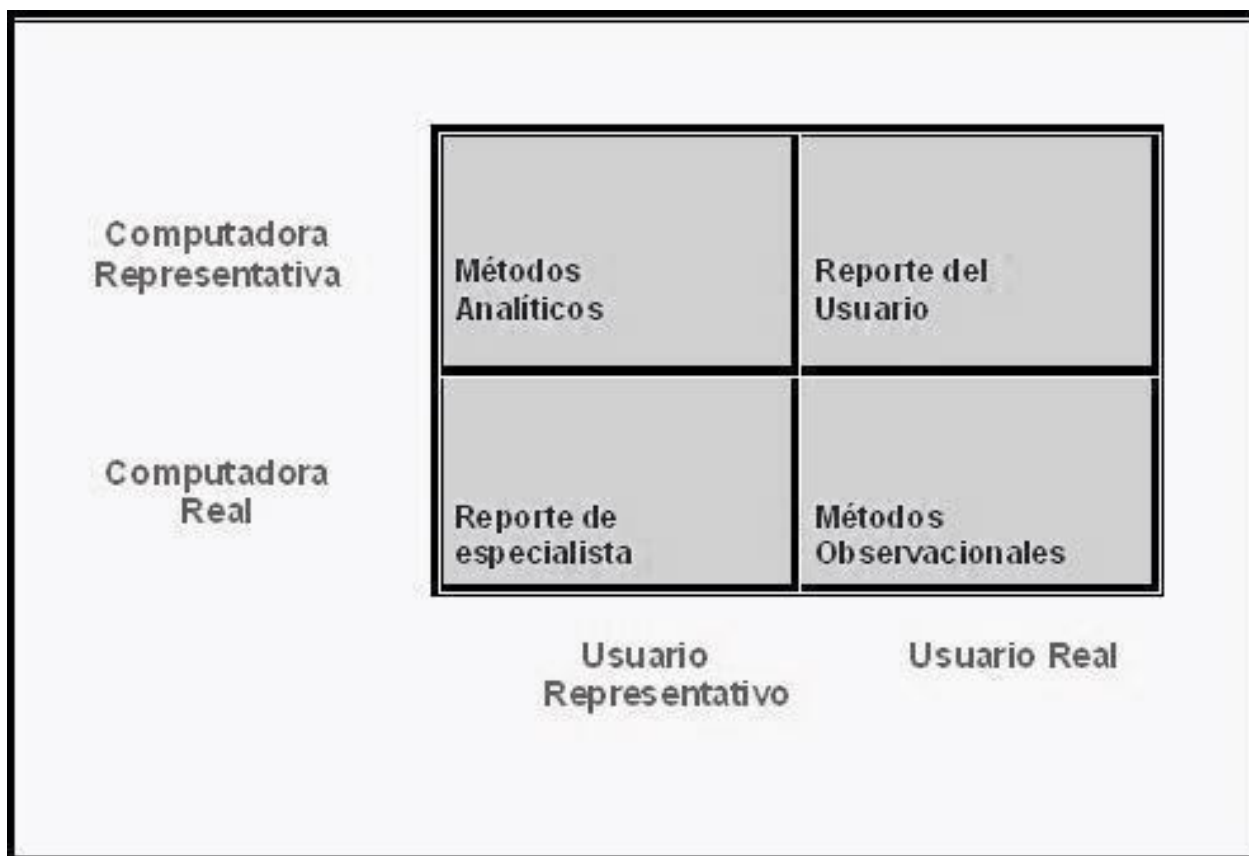 Computadora
Representativa
Métodos
Analíticos
Reporte del
Usuario
Computadora
Real
Reporte de
especialista
Métodos
Observacionales
Usuario
Representativo
Usuario Real